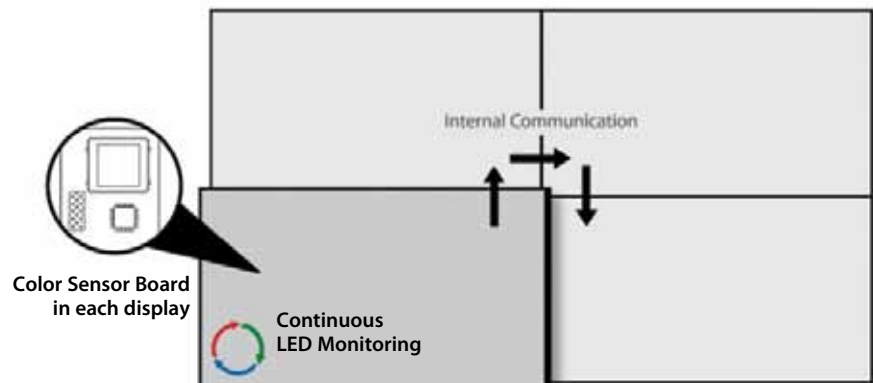 Internal Communication
Color Sensor Board
in each display
Continuous
LED Monitoring